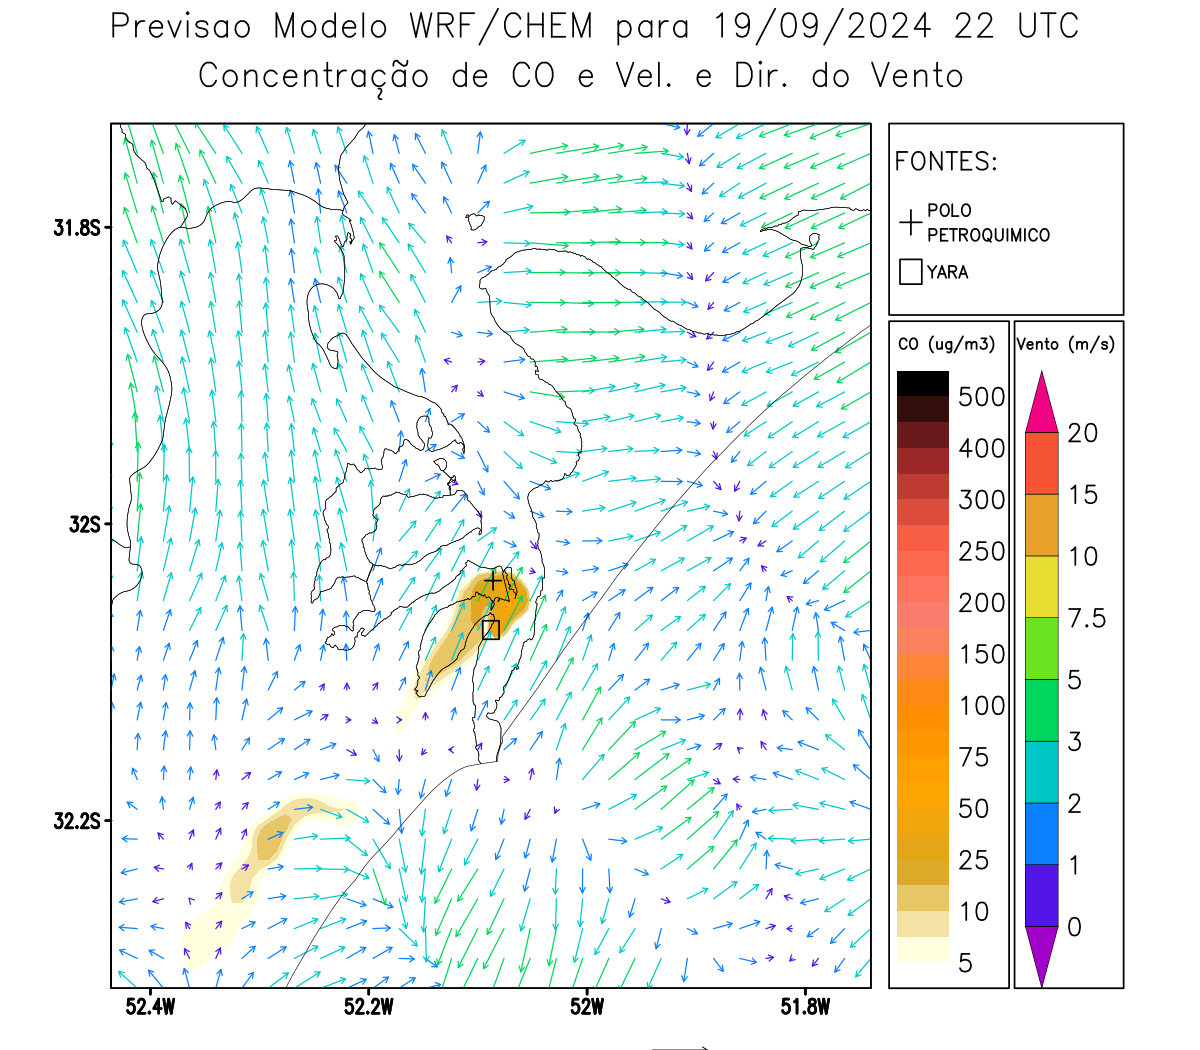 Previsao Modelo WRF/CHEM para 19/09/2024 22 UTC
Concentração de CO e Vel. e Dir. do Vento
FONTES:
POLO
PETROQUIMICO
YARA
CO (ug/m3)
500
400
300
250
200
150
100
75
50
25
10
5
Vento (m/s)
20
15
10
7.5
5
3
2
1
0
31.8S
32S
32.2S
52.4W
52.2W
52W
51.8W